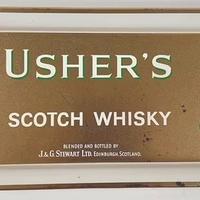 USHER'S
SCOTCH WHISKY
BLENDED AND BOTTLED BY
J.& G. STEWART LTD. EDINBURGH, SCOTLAND.